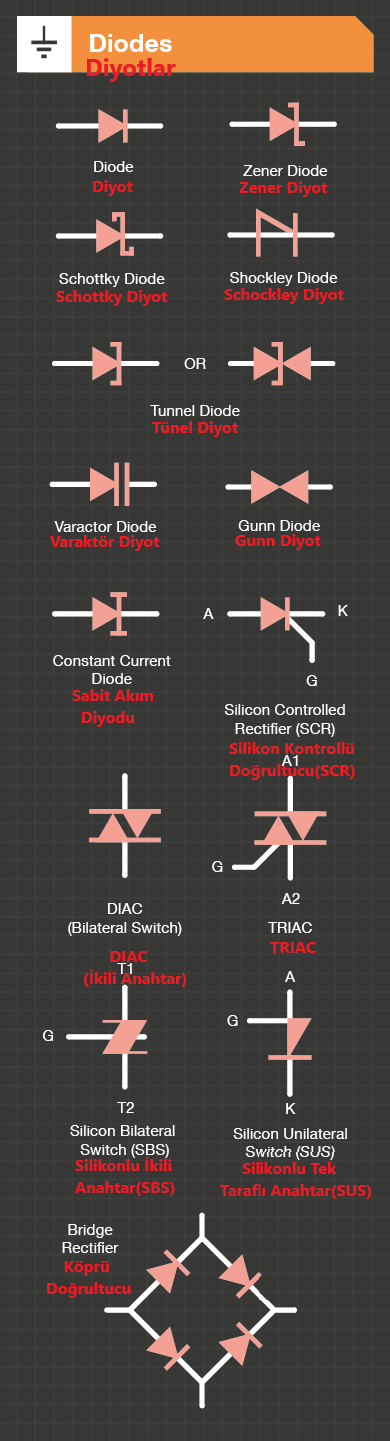 Diodes
Diyotlar
Diode
Diyot
Zener Diode
Zener Diyot
Schottky Diode
Schottky Diyot
Shockley Diode
Schockley Diyot
OR
Tunnel Diode
Tünel Diyot
Varactor Diode
Varaktör Diyot
Gunn Diode
Gunn Diyot
Constant Current
Diode
Sabit Akım
Diyodu
A
K
G
Silicon Controlled
Rectifier (SCR)
Silikon Kontrollü
Doğrultucu(SCR)
DIAC
(Bilateral Switch)
DIAC
(İkili Anahtar)
A1
G
A2
TRIAC
TRIAC
T1
G
T2
Silicon Bilateral
Switch (SBS)
Silikonlu İkili
Anahtar(SBS)
A
G
K
Silicon Unilateral
Switch (SUS)
Silikonlu Tek
Taraflı Anahtar(SUS)
Bridge
Rectifier
Köprü
Doğrultucu